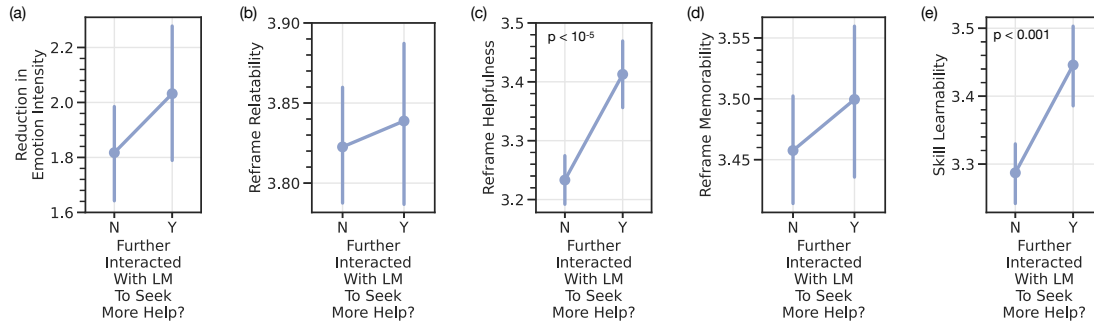 (a)
Reduction in
Emotion Intensity
2.2
2.0
1.8
1.6
N
Y
Further
Interacted
With LM
To Seek
More Help?
(b)
Reframe Relatability
3.90
3.85
3.80
N
Y
Further
Interacted
With LM
To Seek
More Help?
(c)
Reframe Helpfulness
3.5
3.4
3.3
3.2
p < 10-5
N
Y
Further
Interacted
With LM
To Seek
More Help?
(d)
Reframe Memorability
3.55
3.50
3.45
N
Y
Further
Interacted
With LM
To Seek
More Help?
(e)
Skill Learnability
3.5
3.4
3.3
p < 0.001
N
Y
Further
Interacted
With LM
To Seek
More Help?